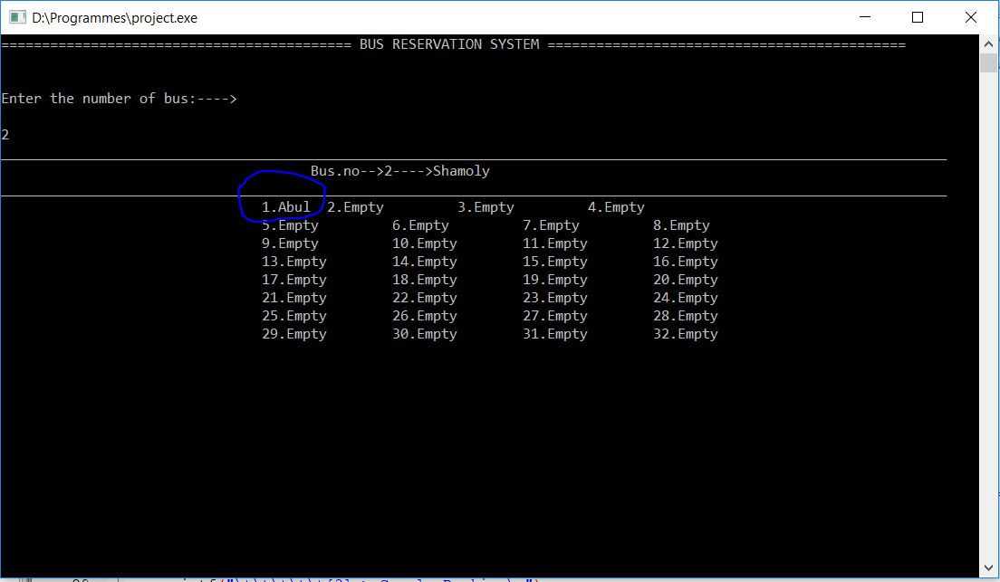 D:\Programmes\project.exe
=========================================== BUS RESERVATION SYSTEM ============================================
Enter the number of bus:---->
2
Bus.no-->2---->Shamoly
1.Abul 2.Empty 3.Empty 4.Empty
5.Empty 6.Empty 7.Empty 8.Empty
9.Empty 10.Empty 11.Empty 12.Empty
13.Empty 14.Empty 15.Empty 16.Empty
17.Empty 18.Empty 19.Empty 20.Empty
21.Empty 22.Empty 23.Empty 24.Empty
25.Empty 26.Empty 27.Empty 28.Empty
29.Empty 30.Empty 31.Empty 32.Empty